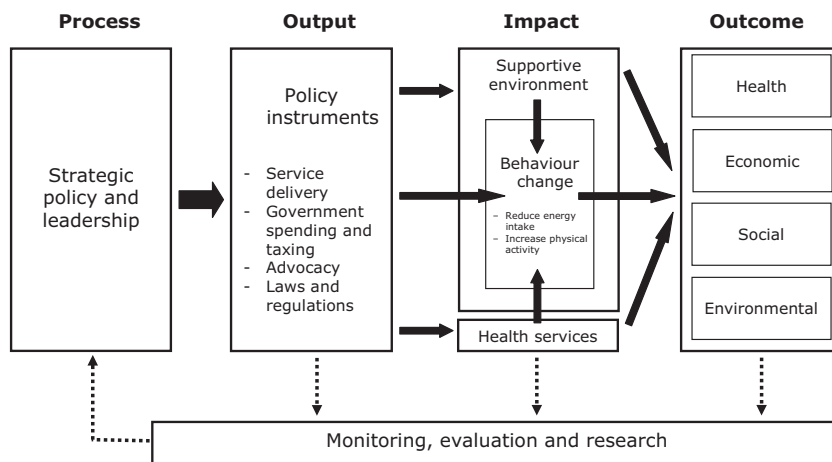 Process
Output
Impact
Outcome
Strategic
policy and
leadership
Policy
instruments
- Service
delivery
- Government
spending and
taxing
- Advocacy
- Laws and
regulations
Supportive
environment
Behaviour
change
– Reduce energy
intake
– Increase physical
activity
Health services
Health
Economic
Social
Environmental
Monitoring, evaluation and research